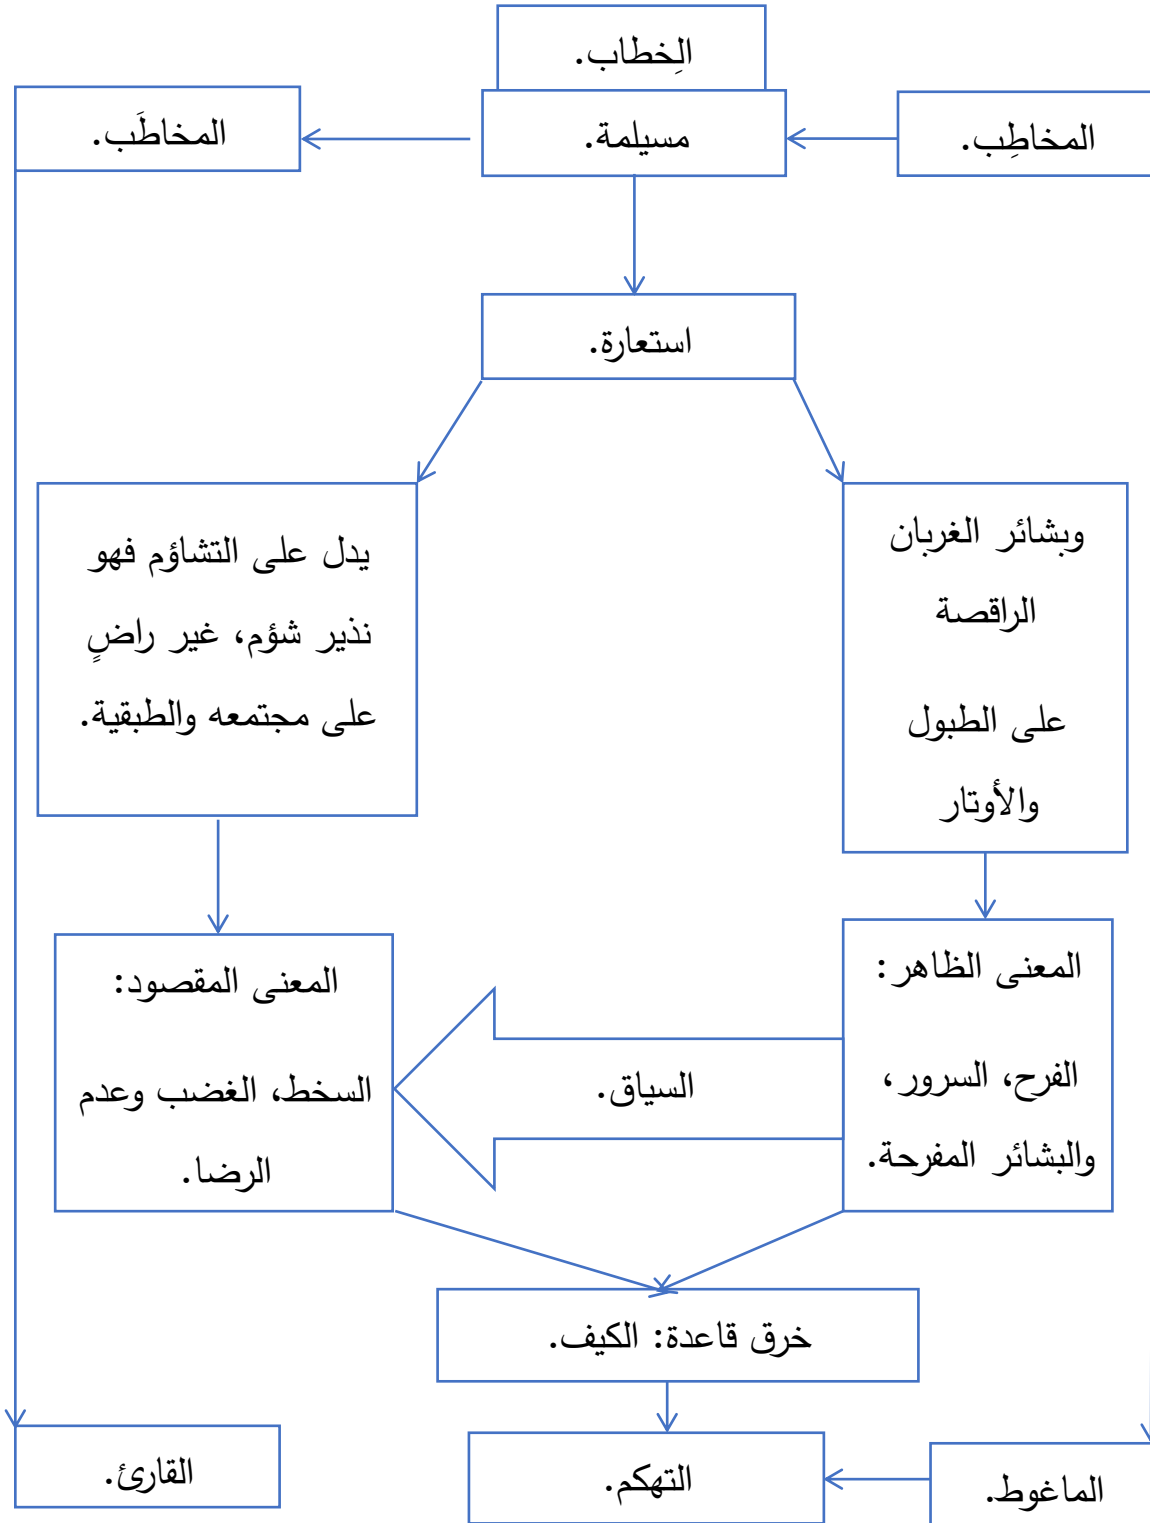 الخِطاب.
المخاطِب.
مسيلمة.
المخاطَب.
استعارة.
وبشائر الغربان
الراقصة
على الطبول
والأوتار
يدل على التشاؤم فهو
نذير شؤم، غير راضٍ
على مجتمعه والطبقية.
المعنى الظاهر:
الفرح، السرور،
والبشائر المفرحة.
السياق.
المعنى المقصود:
السخط، الغضب وعدم
الرضا.
خرق قاعدة: الكيف.
الماغوط.
التهكم.
القارئ.